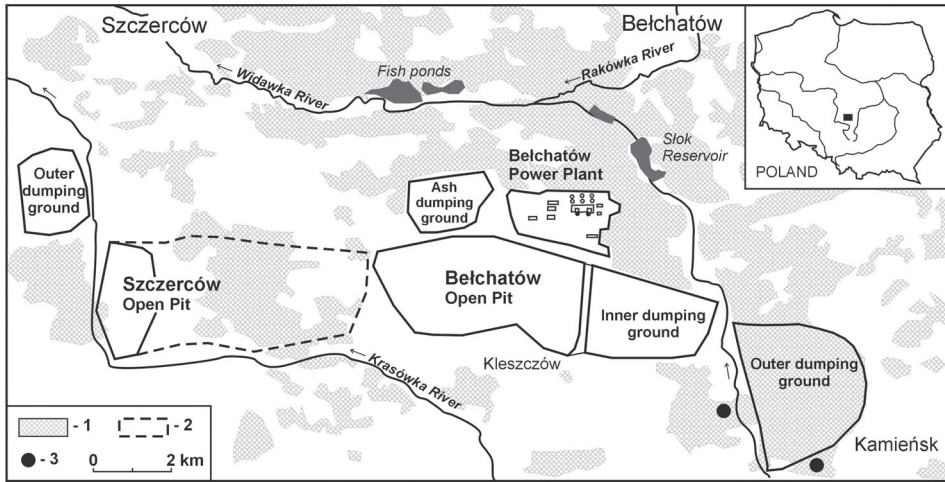 Szczerców
Bełchatów
Widawka River
Fish ponds
Rakówka River
Słok
Reservoir
POLAND
Bełchatów
Power Plant
Outer
dumping
ground
Ash
dumping
ground
Szczerców
Open Pit
Bełchatów
Open Pit
Inner dumping
ground
Kleszczów
Krasówka River
Outer dumping
ground
Kamieńsk
- 1
- 2
- 3
0 2 km